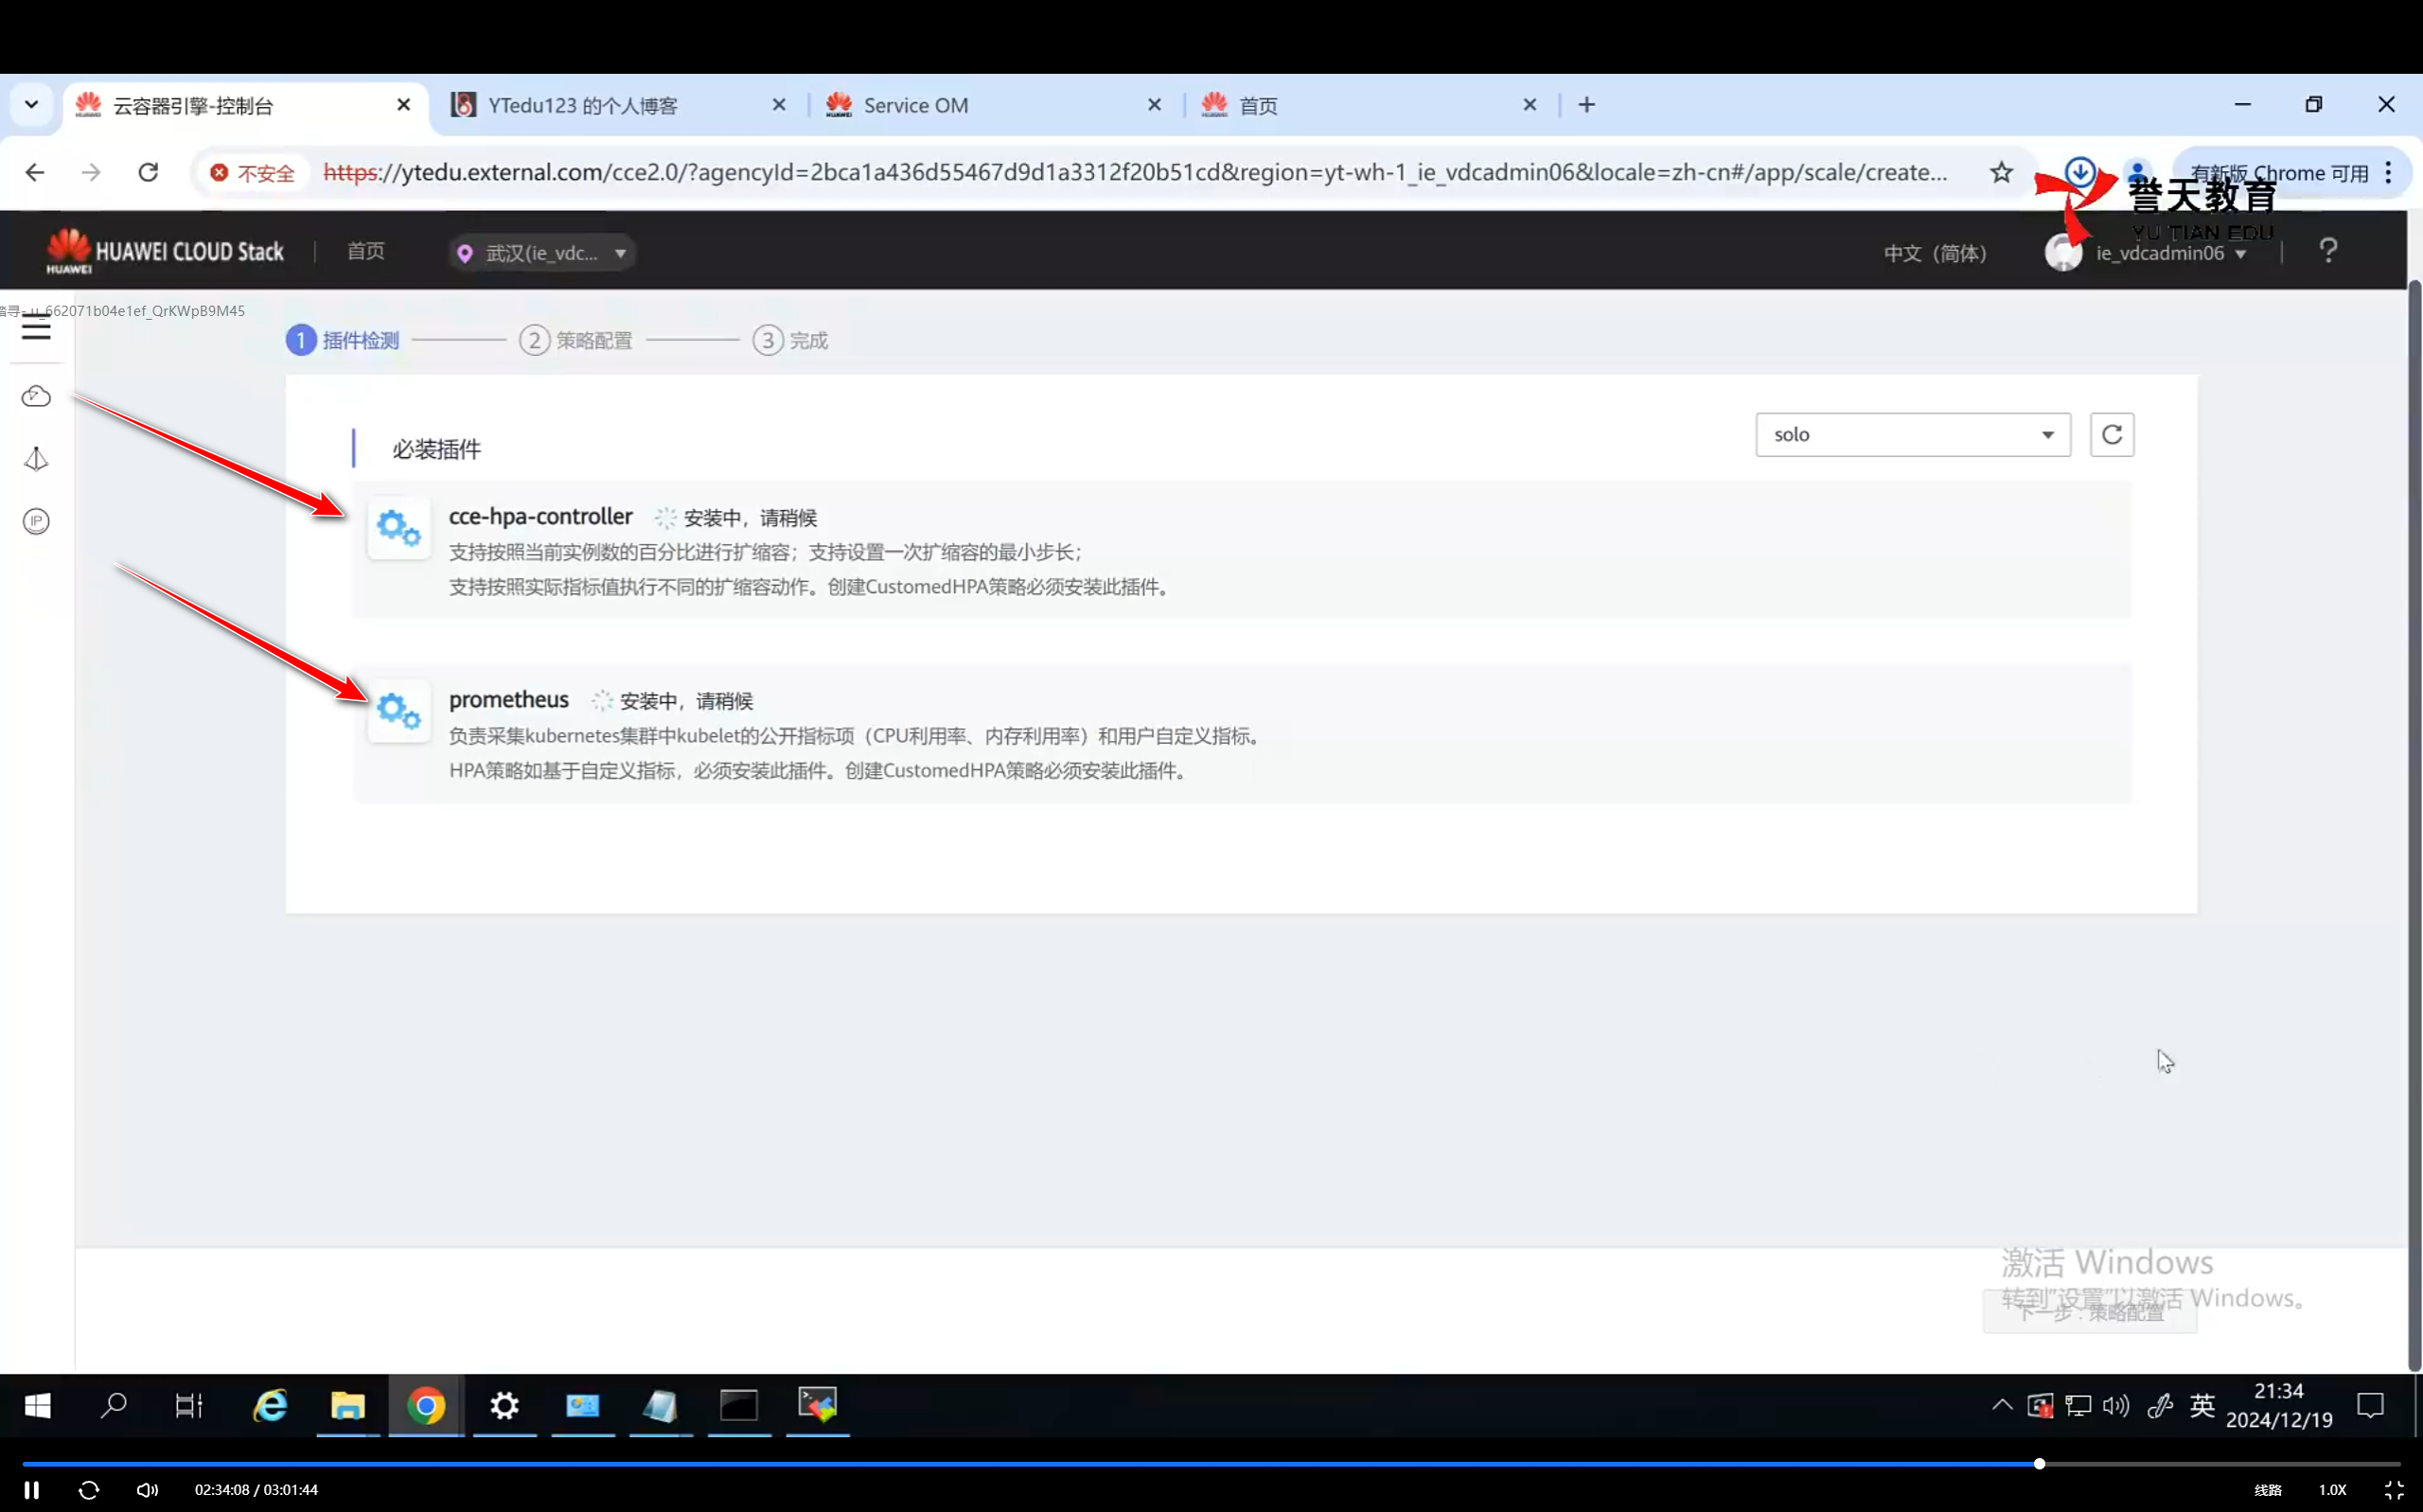 云容器引擎-控制台
YTedu123 的个人博客
Service OM
首页
不安全
https://ytedu.external.com/cce2.0/?agencyId=2bca1a436d55467d9d1a3312f20b51cd&region=yt-wh-1_ie_vdcadmin06&locale=zh-cn#/app/scale/create...
有新版 Chrome 可用
誉天教育
YU TIAN EDU
HUAWEI
HUAWEI CLOUD Stack
首页
武汉(ie_vdc...
中文（简体）
ie_vdcadmin06
?
u_662071b04e1ef_QrKWpB9M45
1 插件检测
2 策略配置
3 完成
必装插件
solo
cce-hpa-controller 安装中，请稍候
支持按照当前实例数的百分比进行扩缩容；支持设置一次扩缩容的最小步长；
支持按照实际指标值执行不同的扩缩容动作。创建CustomedHPA策略必须安装此插件。
IP
prometheus 安装中，请稍候
负责采集kubernetes集群中kubelet的公开指标项（CPU利用率、内存利用率）和用户自定义指标。
HPA策略如基于自定义指标，必须安装此插件。创建CustomedHPA策略必须安装此插件。
激活 Windows
转到"设置"以激活 Windows。
下一步：策略配置
英
21:34
2024/12/19
02:34:08 / 03:01:44
线路
1.0X